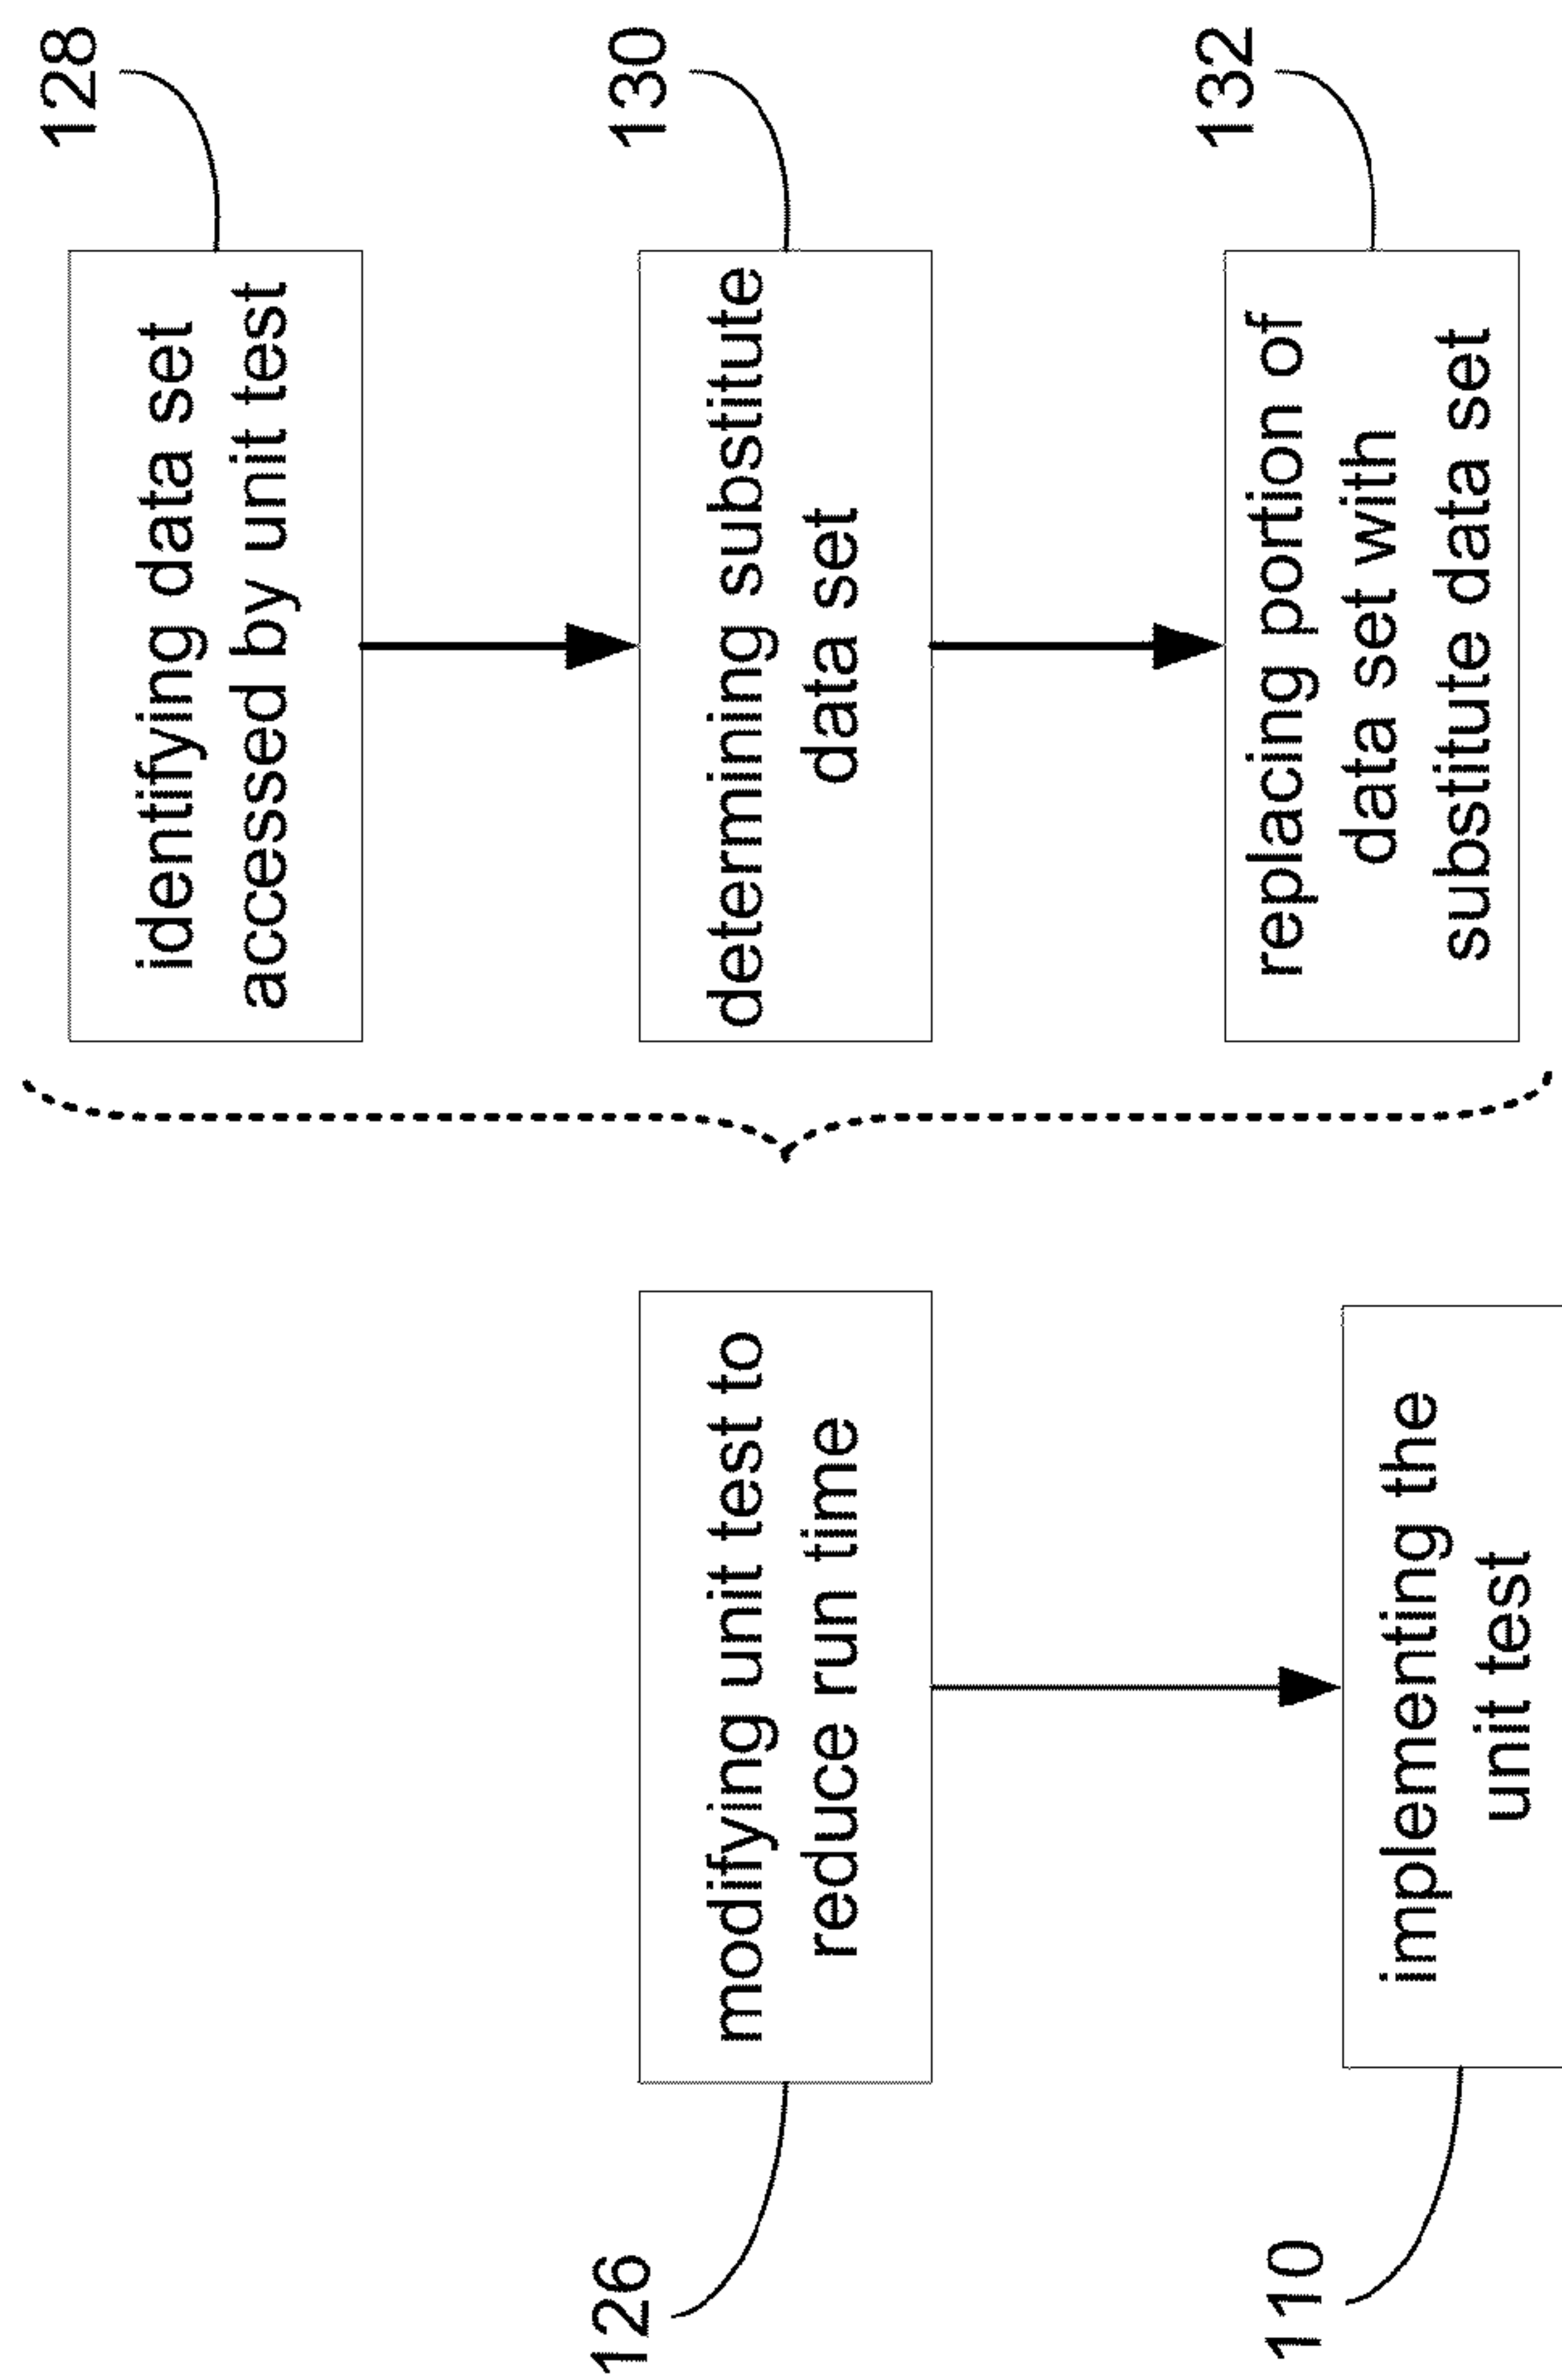 126
modifying unit test to
reduce run time
110
implementing the
unit test
128
identifying data set
accessed by unit test
130
determining substitute
data set
132
replacing portion of
data set with
substitute data set